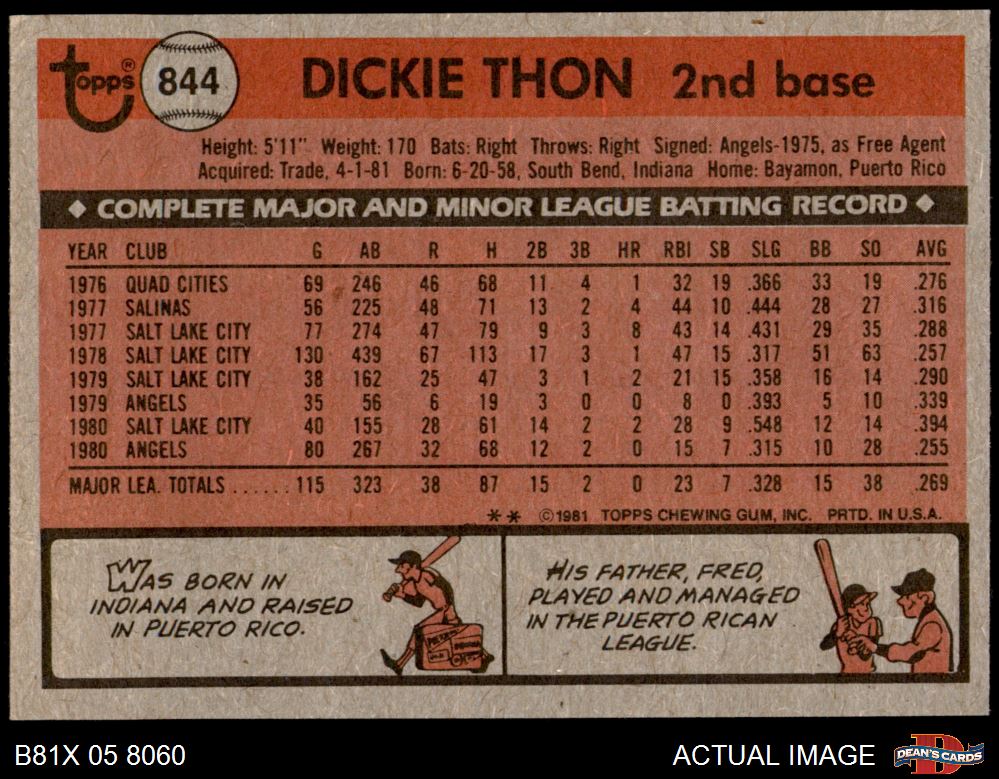 Topps®
844
DICKIE THON 2nd base
Height: 5'11" Weight: 170 Bats: Right Throws: Right Signed: Angels-1975, as Free Agent
Acquired: Trade, 4-1-81 Born: 6-20-58, South Bend, Indiana Home: Bayamon, Puerto Rico
◆ COMPLETE MAJOR AND MINOR LEAGUE BATTING RECORD ◆
YEAR CLUB G AB R H 2B 3B HR RBI SB SLG BB SO AVG
1976 QUAD CITIES 69 246 46 68 11 4 1 32 19 .366 33 19 .276
1977 SALINAS 56 225 48 71 13 2 4 44 10 .444 28 27 .316
1977 SALT LAKE CITY 77 274 47 79 9 3 8 43 14 .431 29 35 .288
1978 SALT LAKE CITY 130 439 67 113 17 3 1 47 15 .317 51 63 .257
1979 SALT LAKE CITY 38 162 25 47 3 1 2 21 15 .358 16 14 .290
1979 ANGELS 35 56 6 19 3 0 0 8 0 .393 5 10 .339
1980 SALT LAKE CITY 40 155 28 61 14 2 2 28 9 .548 12 14 .394
1980 ANGELS 80 267 32 68 12 2 0 15 7 .315 10 28 .255
MAJOR LEA. TOTALS ...... 115 323 38 87 15 2 0 23 7 .328 15 38 .269
** ©1981 TOPPS CHEWING GUM, INC. PRTD. IN U.S.A.
WAS BORN IN
INDIANA AND RAISED
IN PUERTO RICO.
HIS FATHER, FRED,
PLAYED AND MANAGED
IN THE PUERTO RICAN
LEAGUE.
B81X 05 8060
ACTUAL IMAGE
DEAN'S CARDS